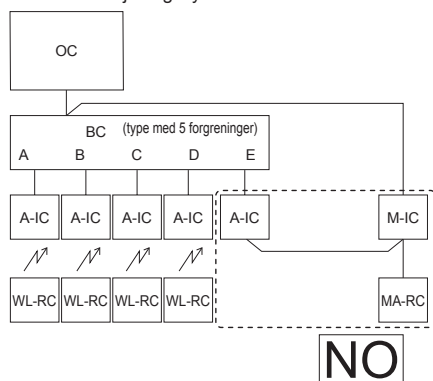 OC
BC (type med 5 forgreninger)
A B C D E
A-IC A-IC A-IC A-IC A-IC M-IC
WL-RC WL-RC WL-RC WL-RC MA-RC
NO